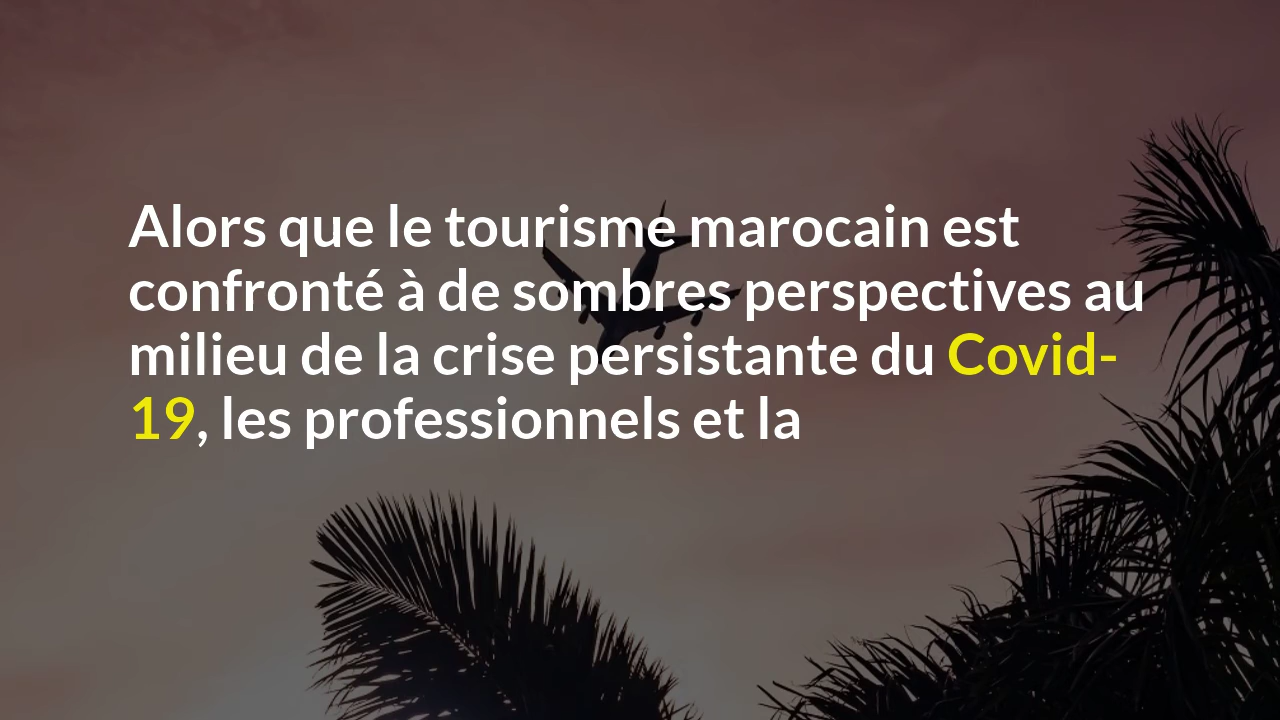 Alors que le tourisme marocain est
confronté à de sombres perspectives au
milieu de la crise persistante du Covid-
19, les professionnels et la